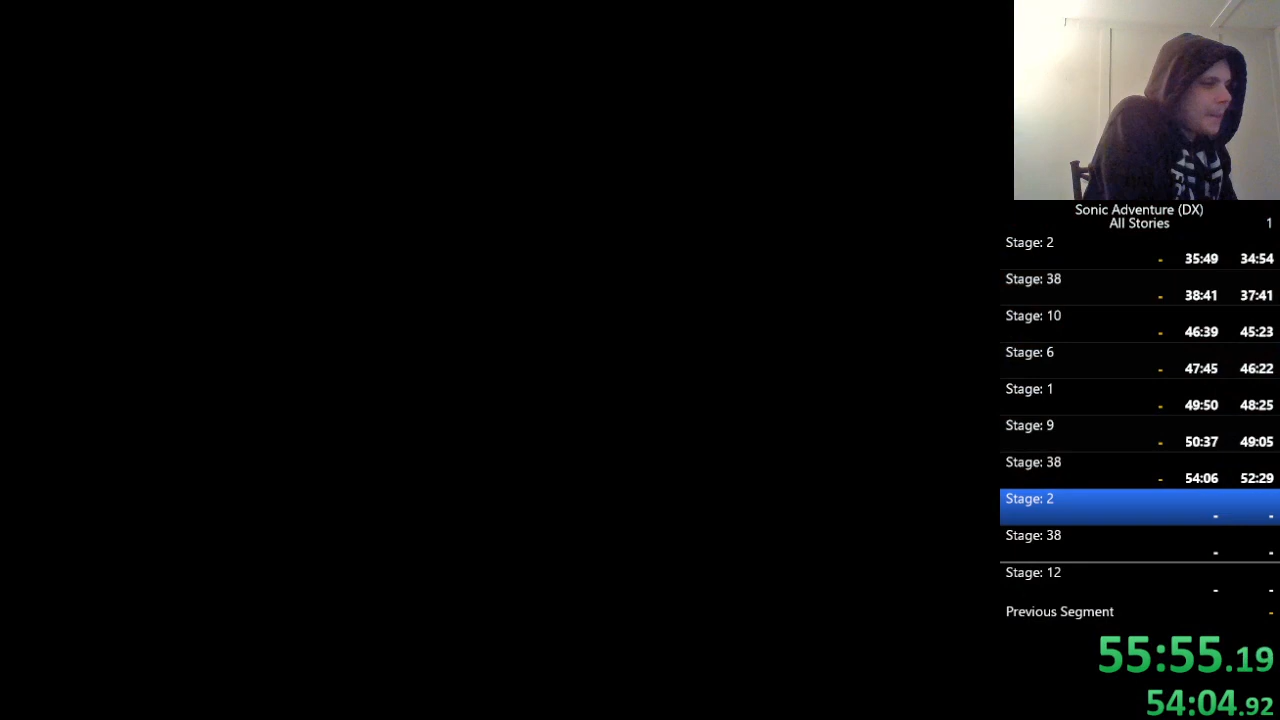 Sonic Adventure (DX)
All Stories 1
Stage: 2
- 35:49 34:54
Stage: 38
- 38:41 37:41
Stage: 10
- 46:39 45:23
Stage: 6
- 47:45 46:22
Stage: 1
- 49:50 48:25
Stage: 9
- 50:37 49:05
Stage: 38
- 54:06 52:29
Stage: 2
- -
Stage: 38
- -
Stage: 12
- -
Previous Segment -
55:55.19
54:04.92